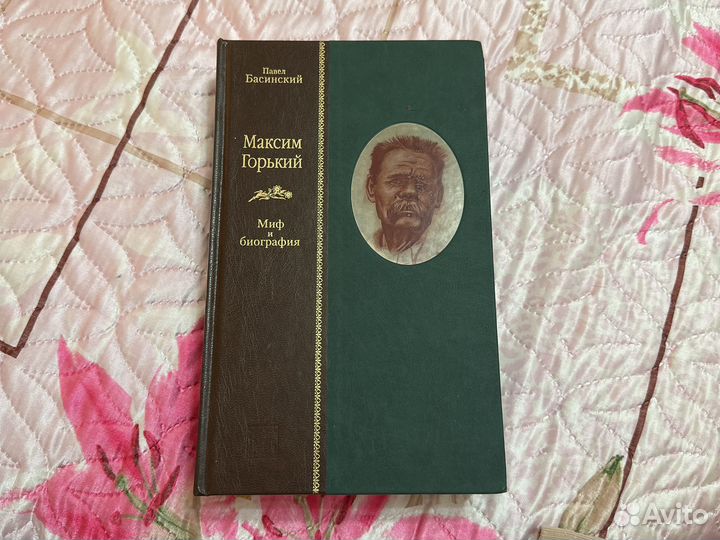 Павел
Басинский
Максим
Горький
Миф
и
биография
Avito